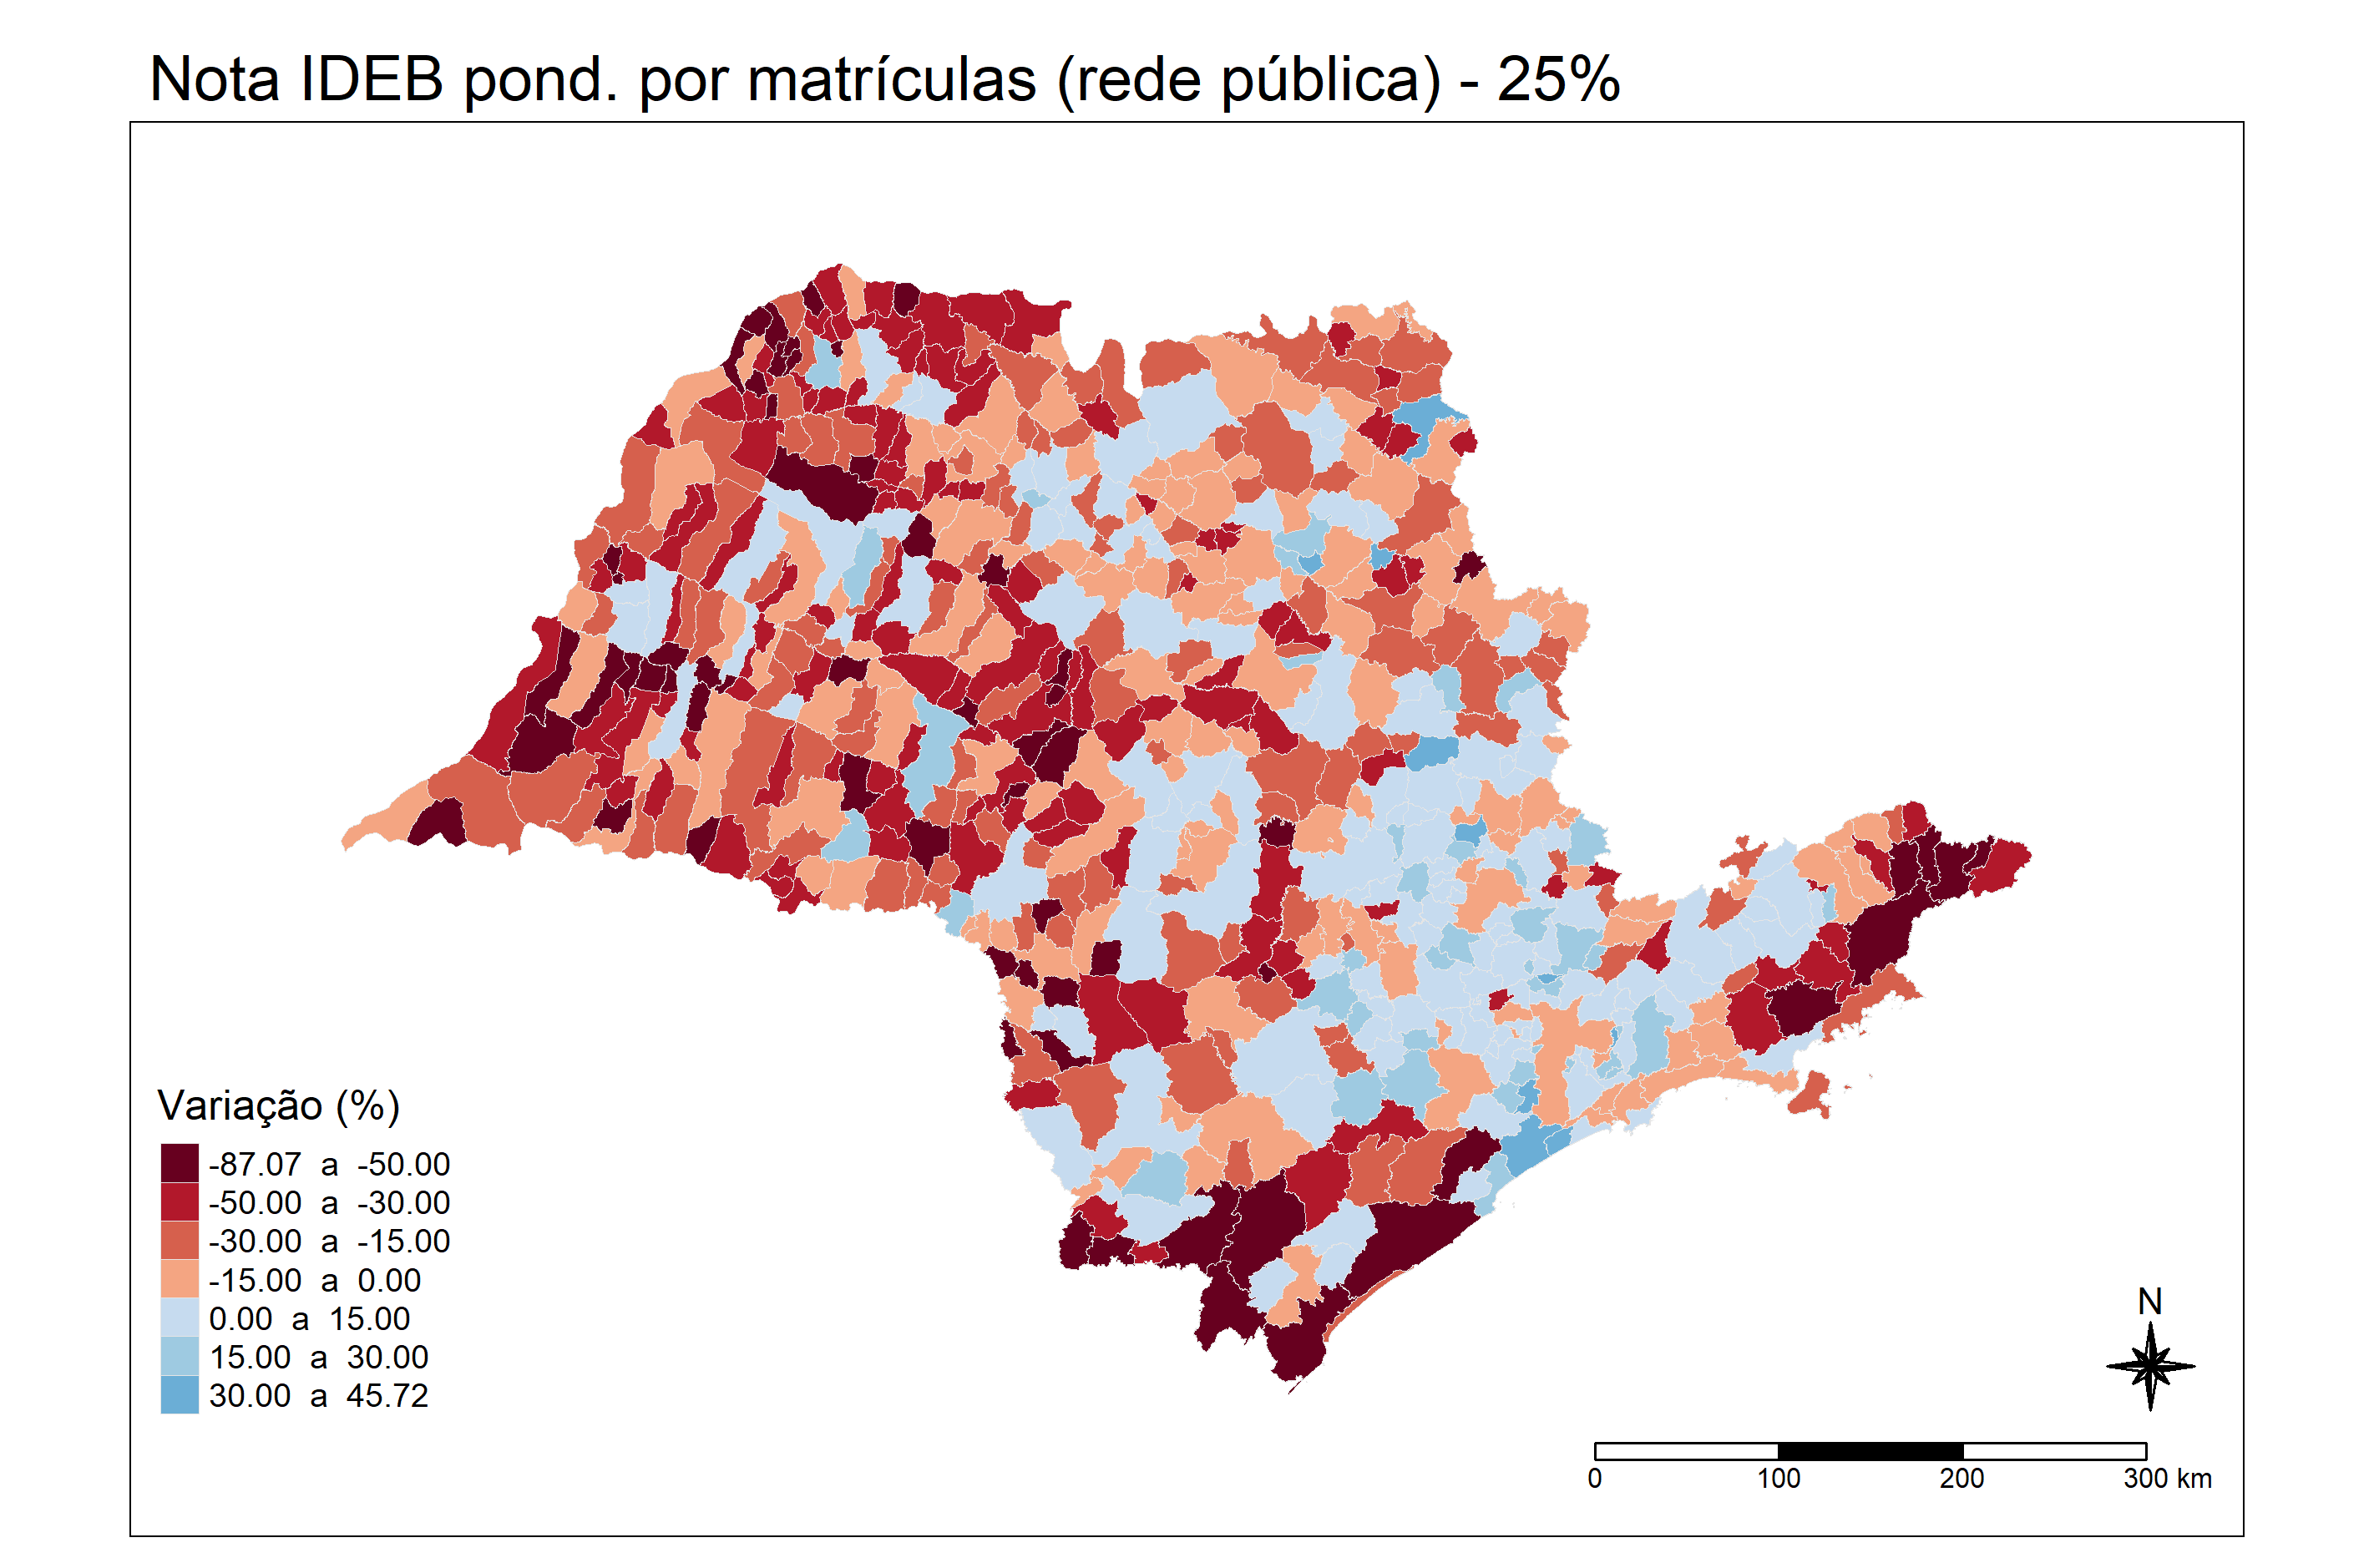 Nota IDEB pond. por matrículas (rede pública) - 25%
Variação (%)
-87.07 a -50.00
-50.00 a -30.00
-30.00 a -15.00
-15.00 a 0.00
0.00 a 15.00
15.00 a 30.00
30.00 a 45.72
N
0 100 200 300 km